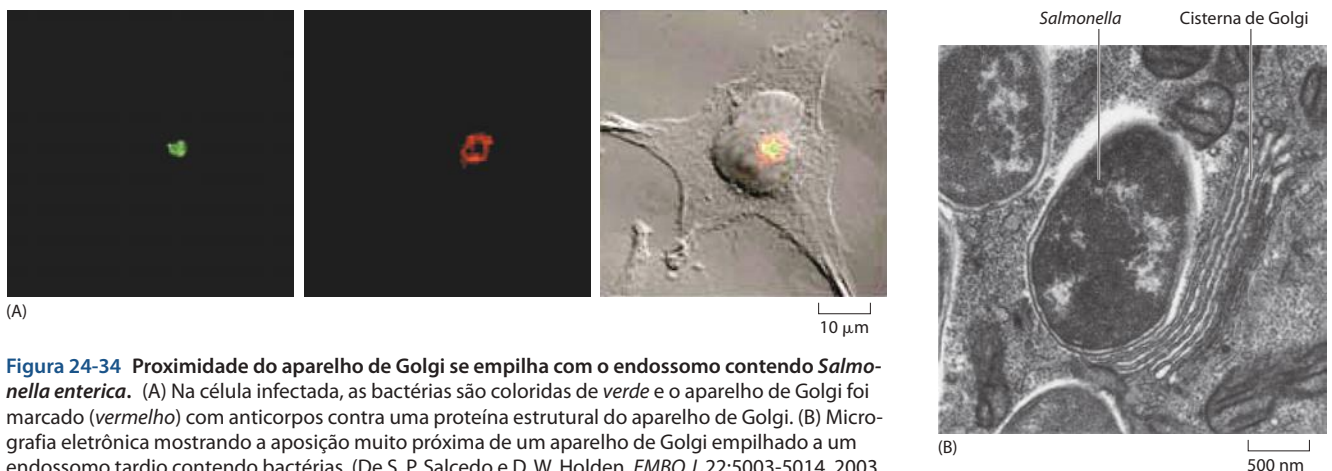 Salmonella Cisterna de Golgi
(A)
10 μm
Figura 24-34 Proximidade do aparelho de Golgi se empilha com o endossomo contendo Salmo-
nella enterica. (A) Na célula infectada, as bactérias são coloridas de verde e o aparelho de Golgi foi
marcado (vermelho) com anticorpos contra uma proteína estrutural do aparelho de Golgi. (B) Micro-
grafia eletrônica mostrando a aposição muito próxima de um aparelho de Golgi empilhado a um
endossomo tardio contendo bactérias. (De S. P. Salcedo e D. W. Holden, EMBO J. 22:5003-5014, 2003.
(B)
500 nm